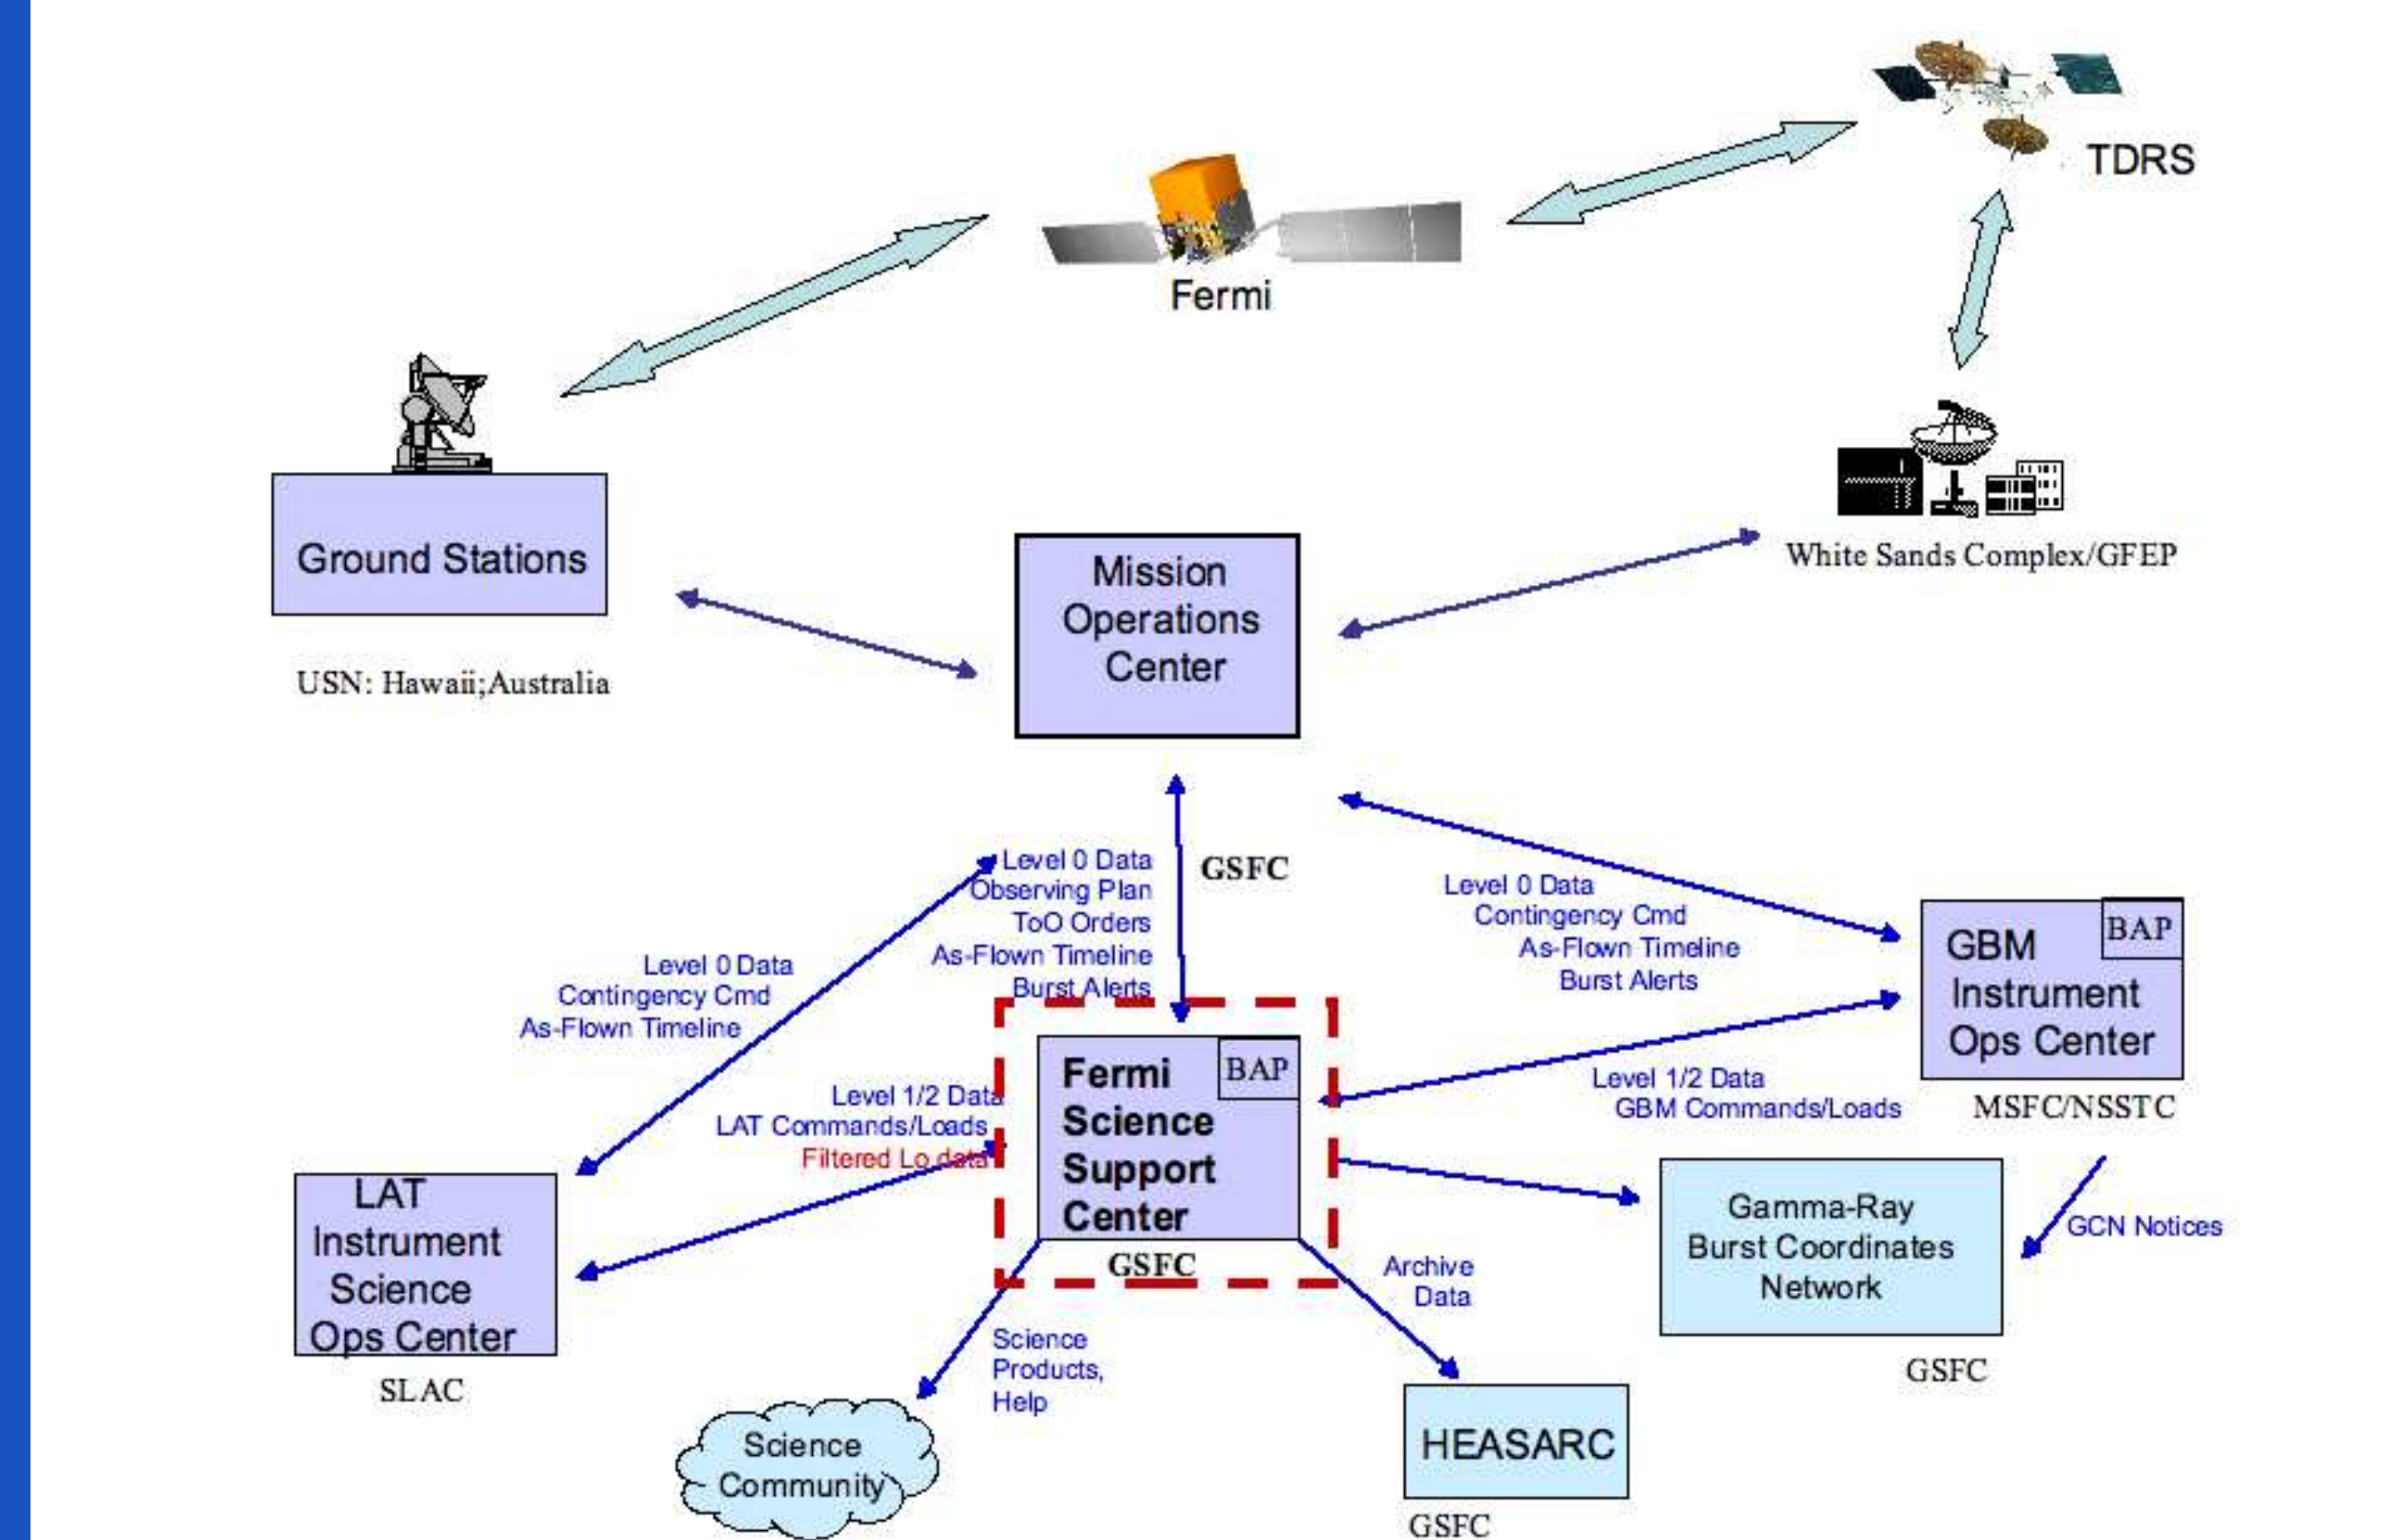 TDRS
Fermi
Ground Stations
USN: Hawaii;Australia
Mission
Operations
Center
White Sands Complex/GFEP
GSFC
Level 0 Data
Observing Plan
ToO Orders
As-Flown Timeline
Burst Alerts
Level 0 Data
Contingency Cmd
As-Flown Timeline
Burst Alerts
Level 0 Data
Contingency Cmd
As-Flown Timeline
GBM
BAP
Instrument
Ops Center
MSFC/NSSTC
Level 1/2 Data
LAT Commands/Loads
Filtered Lo data
Fermi
BAP
Science
Support
Center
GSFC
Level 1/2 Data
GBM Commands/Loads
LAT
Instrument
Science
Ops Center
SLAC
Gamma-Ray
Burst Coordinates
Network
GSFC
GCN Notices
Archive
Data
Science
Products,
Help
Science
Community
HEASARC
GSFC